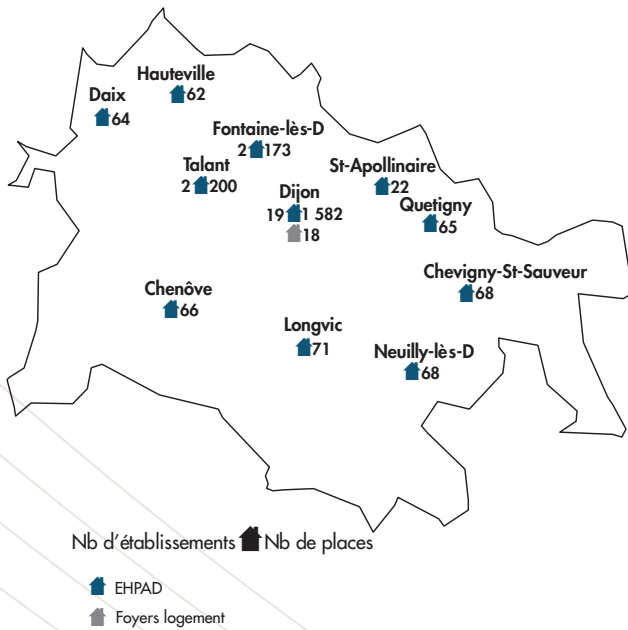 Hauteville
62
Daix
64
Fontaine-lès-D
2 173
Talant
2 200
St-Apollinaire
22
Dijon
19 1 582
18
Quetigny
65
Chevigny-St-Sauveur
68
Chenôve
66
Longvic
71
Neuilly-lès-D
68
Nb d'établissements Nb de places
EHPAD
Foyers logement